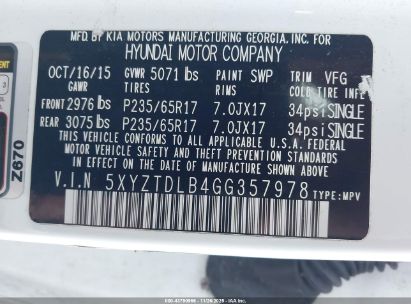 MFD BY KIA MOTORS MANUFACTURING GEORGIA.INC.FOR
HYUNDAI MOTOR COMPANY
OCT/16/15 GVWR 5071 lbs PAINT SWP TRIM VFG
GAWR TIRES RIMS COLD TIRE INF.
FRONT 2976 lbs P235/65R17 7.0JX17 34psi SINGLE
REAR 3075 lbs P235/65R17 7.0JX17 34psi SINGLE
THIS VEHICLE CONFORMS TO ALL APPLICABLE U.S.A. FEDERAL
MOTOR VEHICLE SAFETY AND THEFT PREVENTION STANDARDS
IN EFFECT ON THE DATE OF MANUFACTURE SHOWN ABOVE.
V.I.N 5XYZTDLB4GG357978 TYPE:MPV
Z670